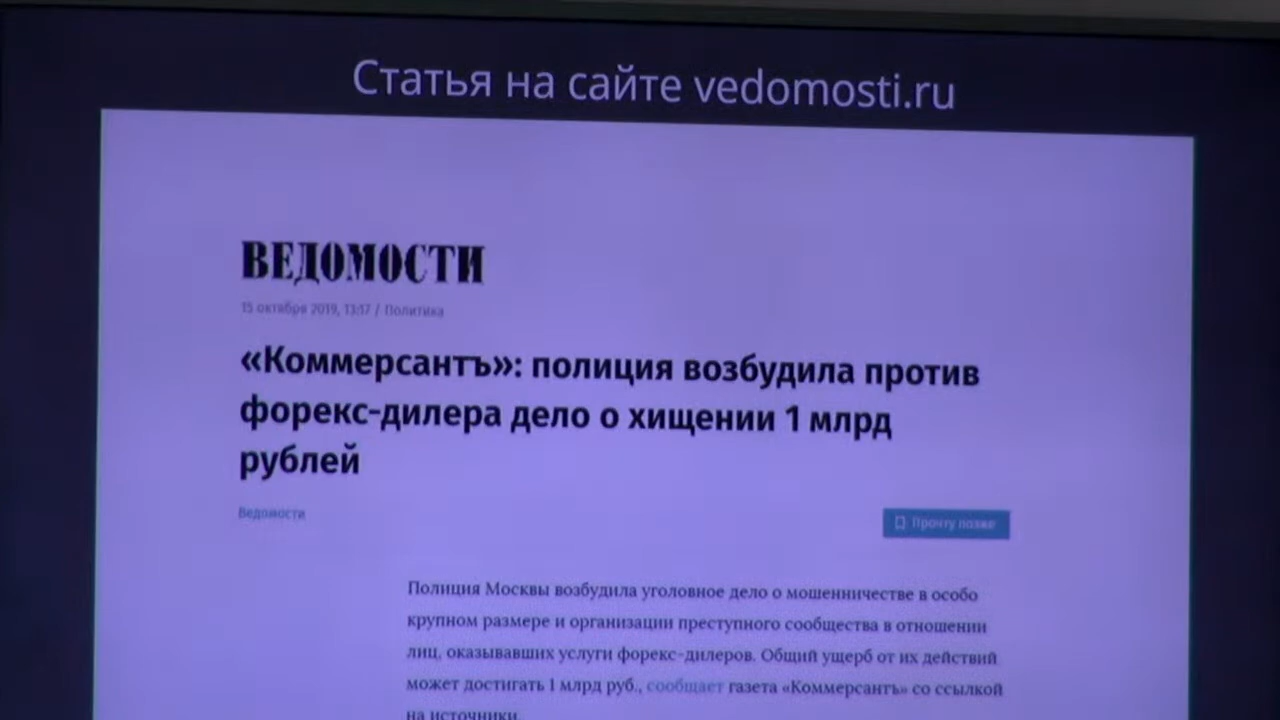 Статья на сайте vedomosti.ru
ВЕДОМОСТИ
15 октября 2019, 13:17 / Политика
«Коммерсантъ»: полиция возбудила против
форекс-дилера дело о хищении 1 млрд
рублей
Ведомости
Прочту позже
Полиция Москвы возбудила уголовное дело о мошенничестве в особо
крупном размере и организации преступного сообщества в отношении
лиц, оказывавших услуги форекс-дилеров. Общий ущерб от их действий
может достигать 1 млрд руб., сообщает газета «Коммерсантъ» со ссылкой
на источники.